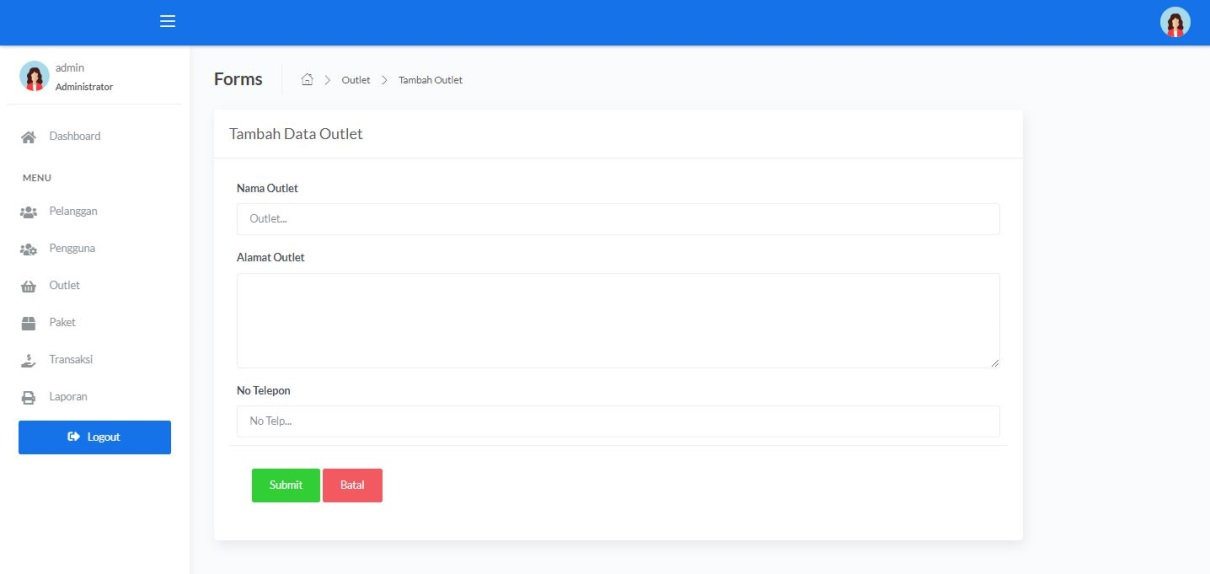 admin
Administrator
Dashboard
MENU
Pelanggan
Pengguna
Outlet
Paket
Transaksi
Laporan
Logout
Forms
Outlet > Tambah Outlet
Tambah Data Outlet
Nama Outlet
Outlet...
Alamat Outlet
No Telepon
No Telp...
Submit Batal